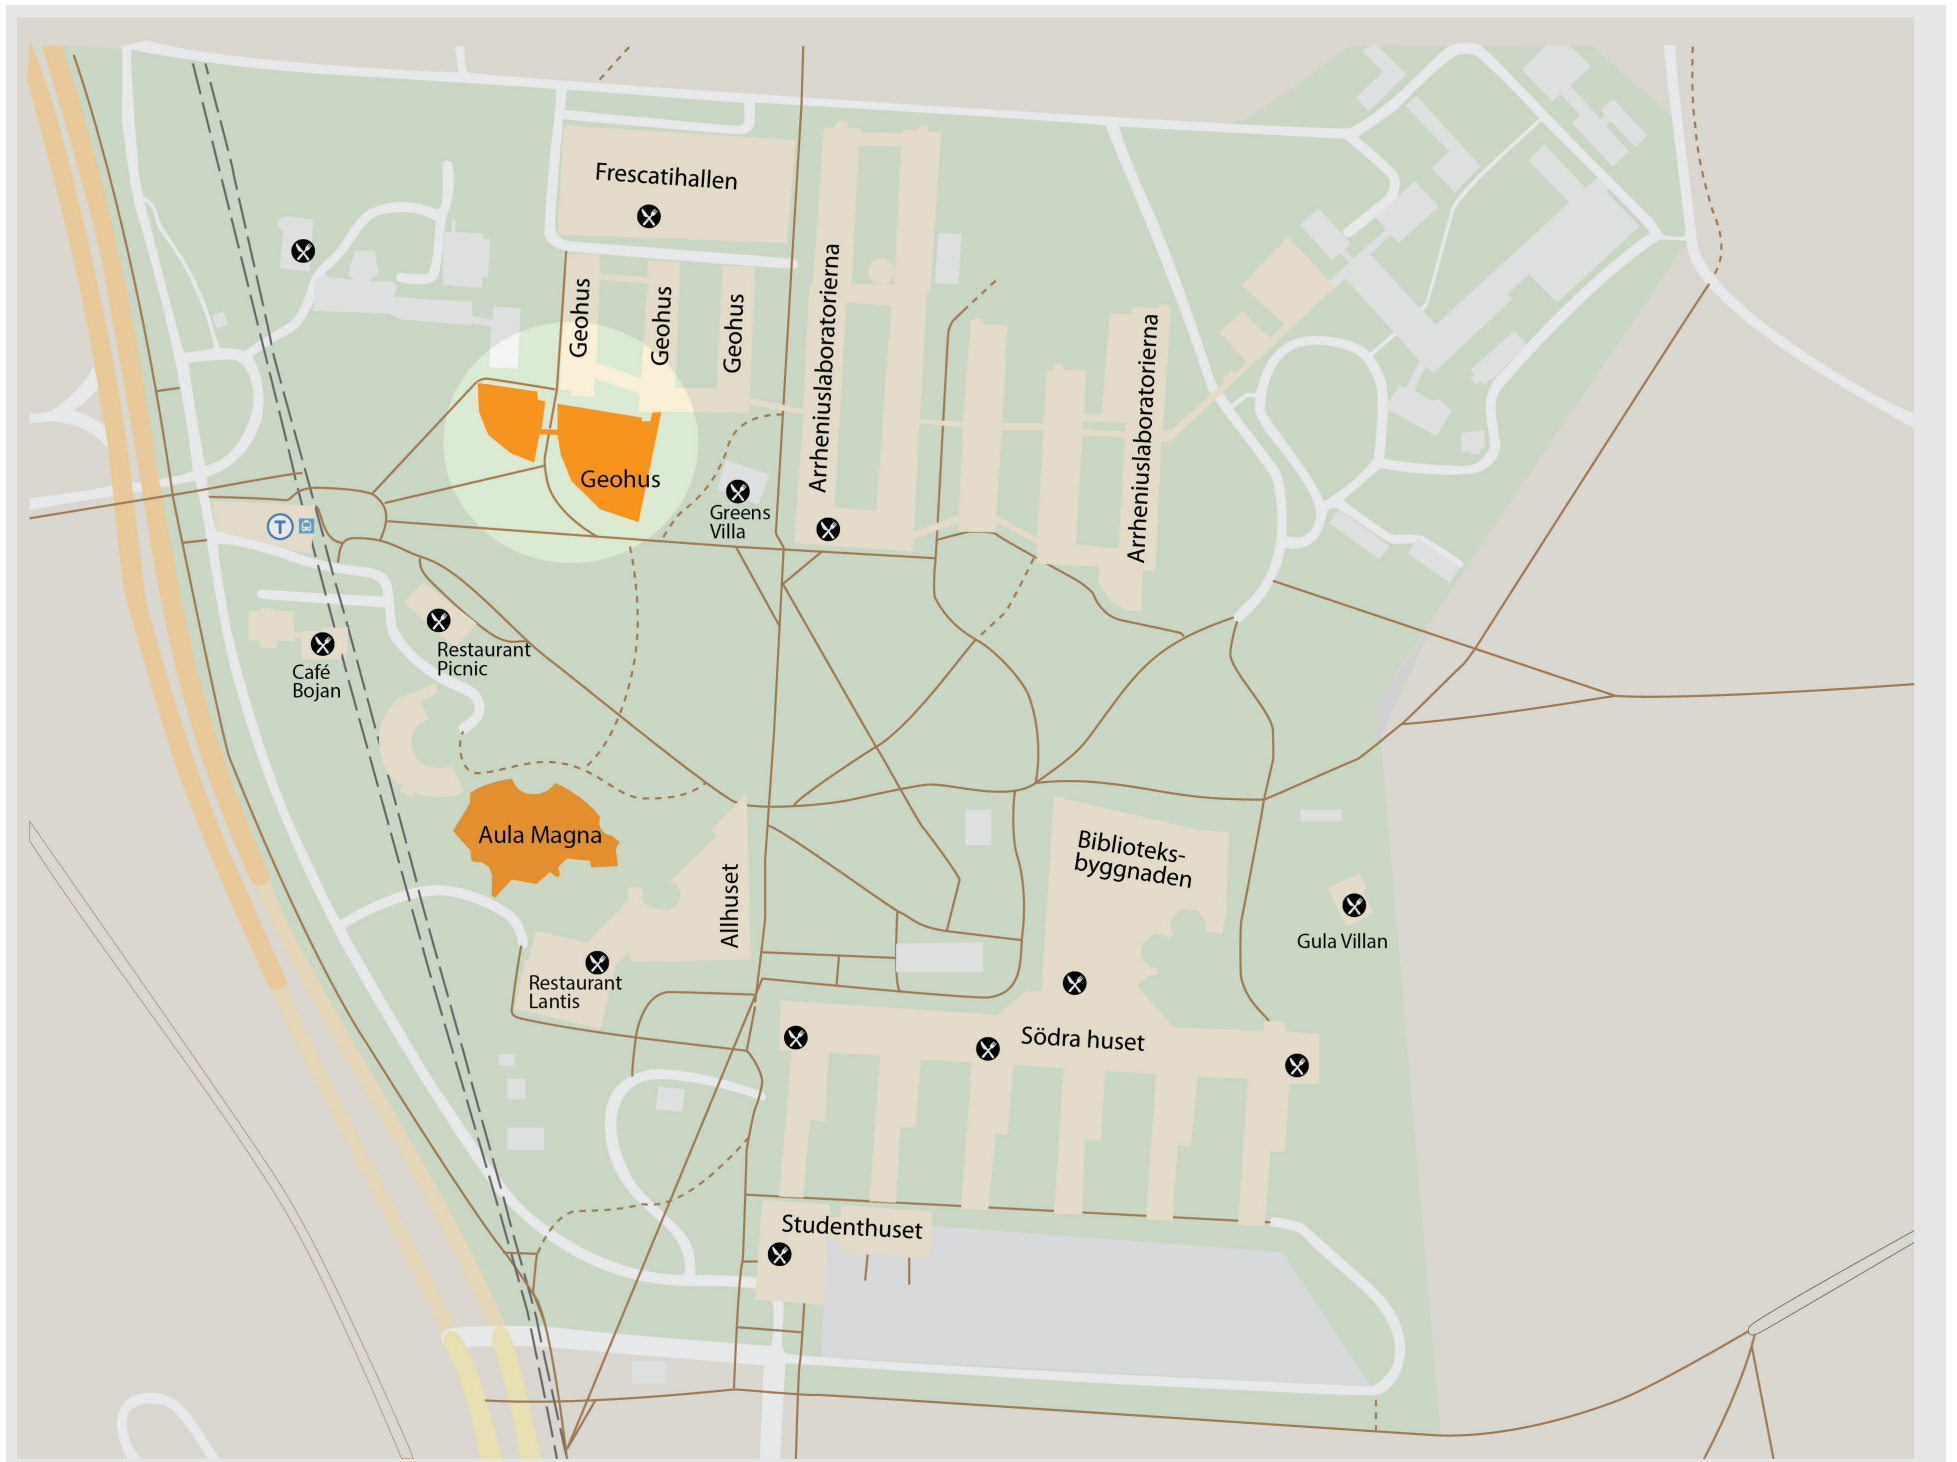 Frescatihallen
Geohus
Geohus
Geohus
Arrheniuslaboratorierna
Arrheniuslaboratorierna
Geohus
Greens
Villa
T
Restaurant
Picnic
Café
Bojan
Aula Magna
Allhuset
Biblioteks-
byggnaden
Gula Villan
Restaurant
Lantis
Södra huset
Studenthuset